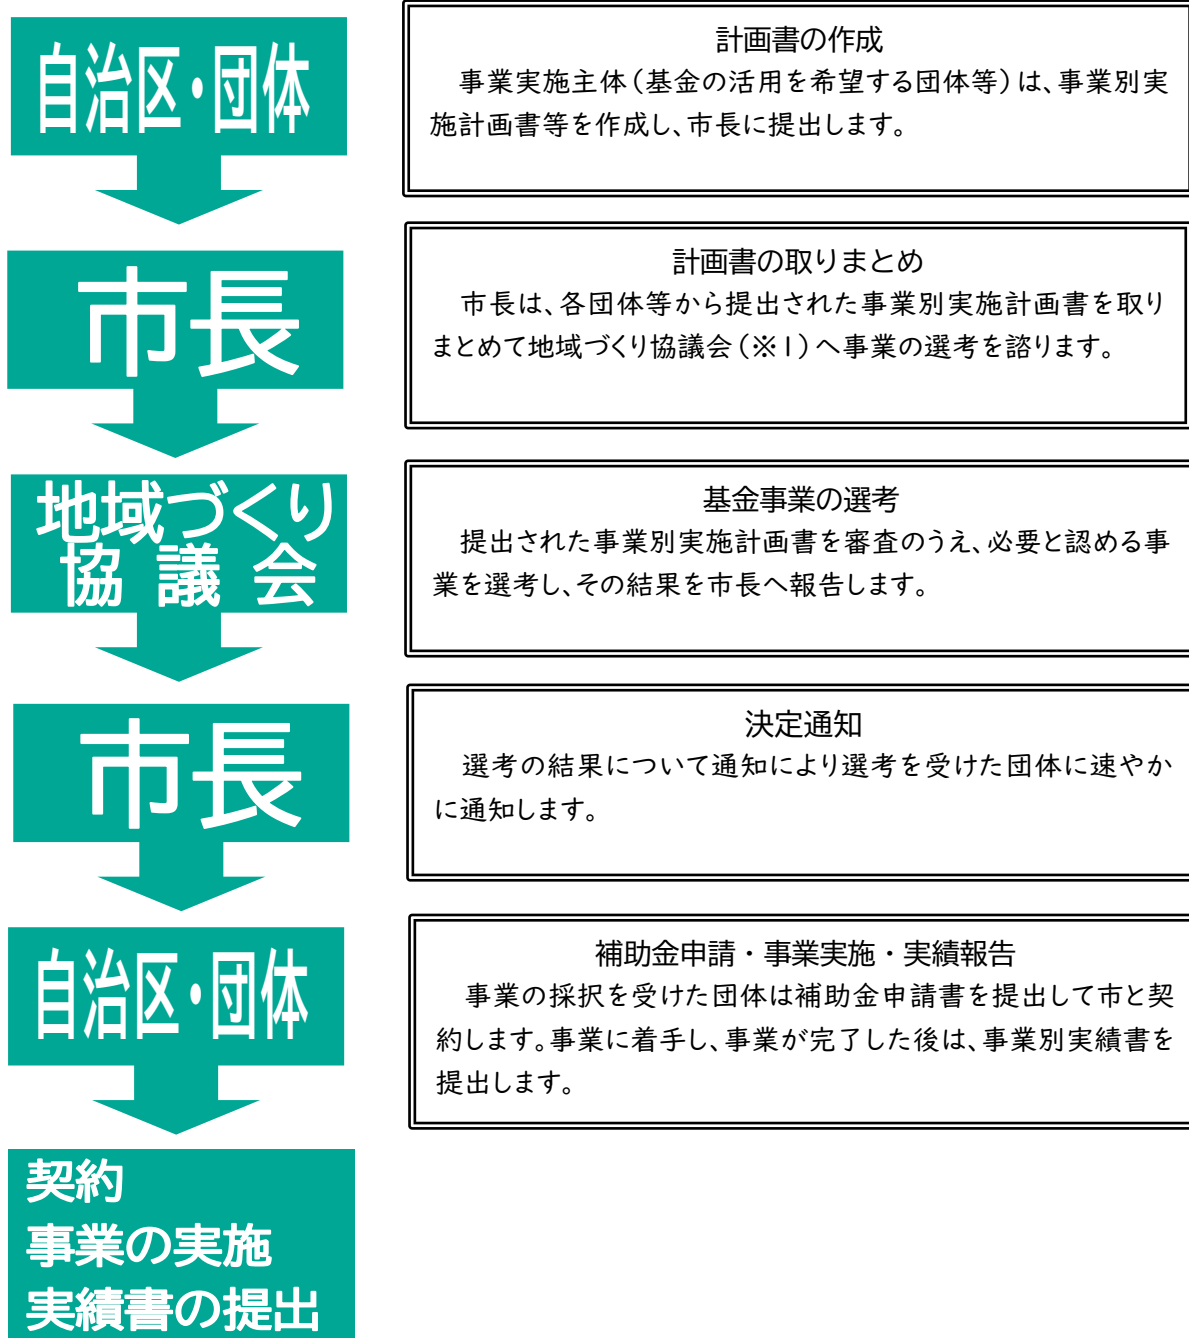 自治区・団体
計画書の作成
事業実施主体（基金の活用を希望する団体等）は、事業別実
施計画書等を作成し、市長に提出します。
市長
計画書の取りまとめ
市長は、各団体等から提出された事業別実施計画書を取り
まとめて地域づくり協議会（※1）へ事業の選考を諮ります。
地域づくり
協議会
基金事業の選考
提出された事業別実施計画書を審査のうえ、必要と認める事
業を選考し、その結果を市長へ報告します。
市長
決定通知
選考の結果について通知により選考を受けた団体に速やか
に通知します。
自治区・団体
補助金申請・事業実施・実績報告
事業の採択を受けた団体は補助金申請書を提出して市と契
約します。事業に着手し、事業が完了した後は、事業別実績書を
提出します。
契約
事業の実施
実績書の提出